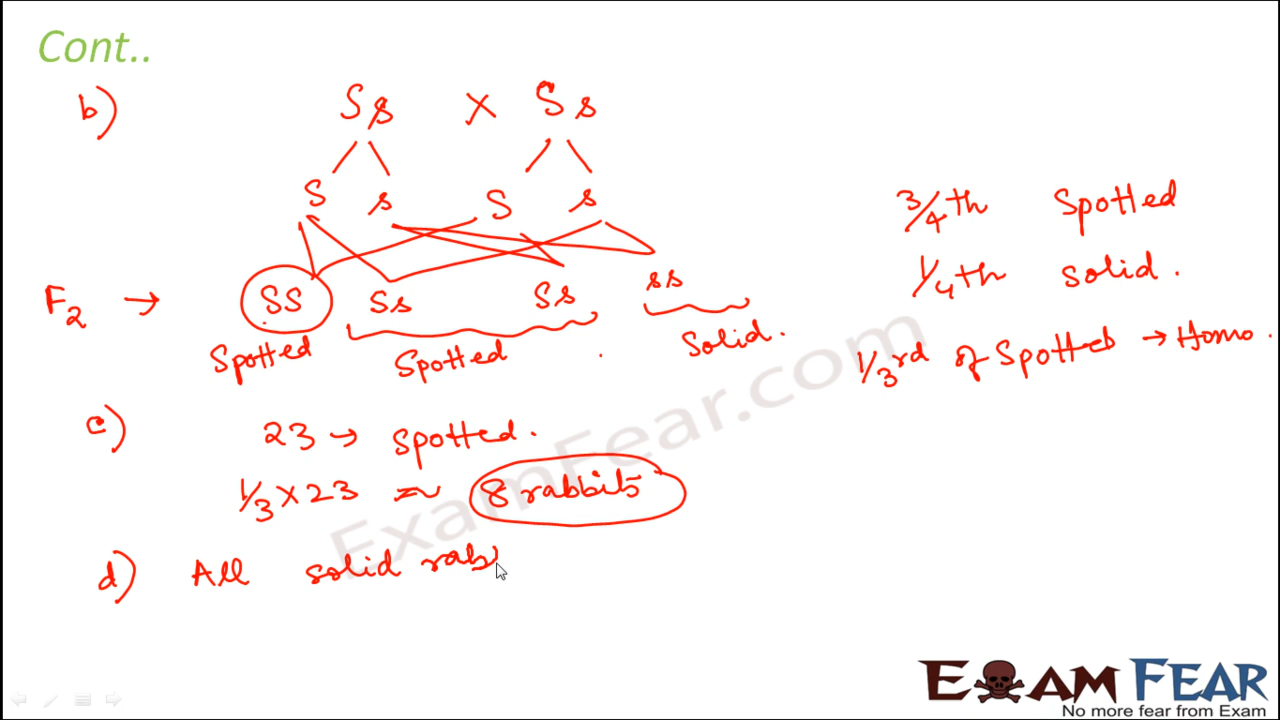 Cont..
b) Ss X Ss
S s S s
F2 → SS Ss Ss ss
Spotted Spotted Solid.
3/4th Spotted
1/4th Solid.
1/3rd of Spotted → Homo.
c) 23 → Spotted.
1/3 X 23 ≈ 8 rabbits
d) All solid rab
ExamFear.com
EXAM FEAR
No more fear from Exam